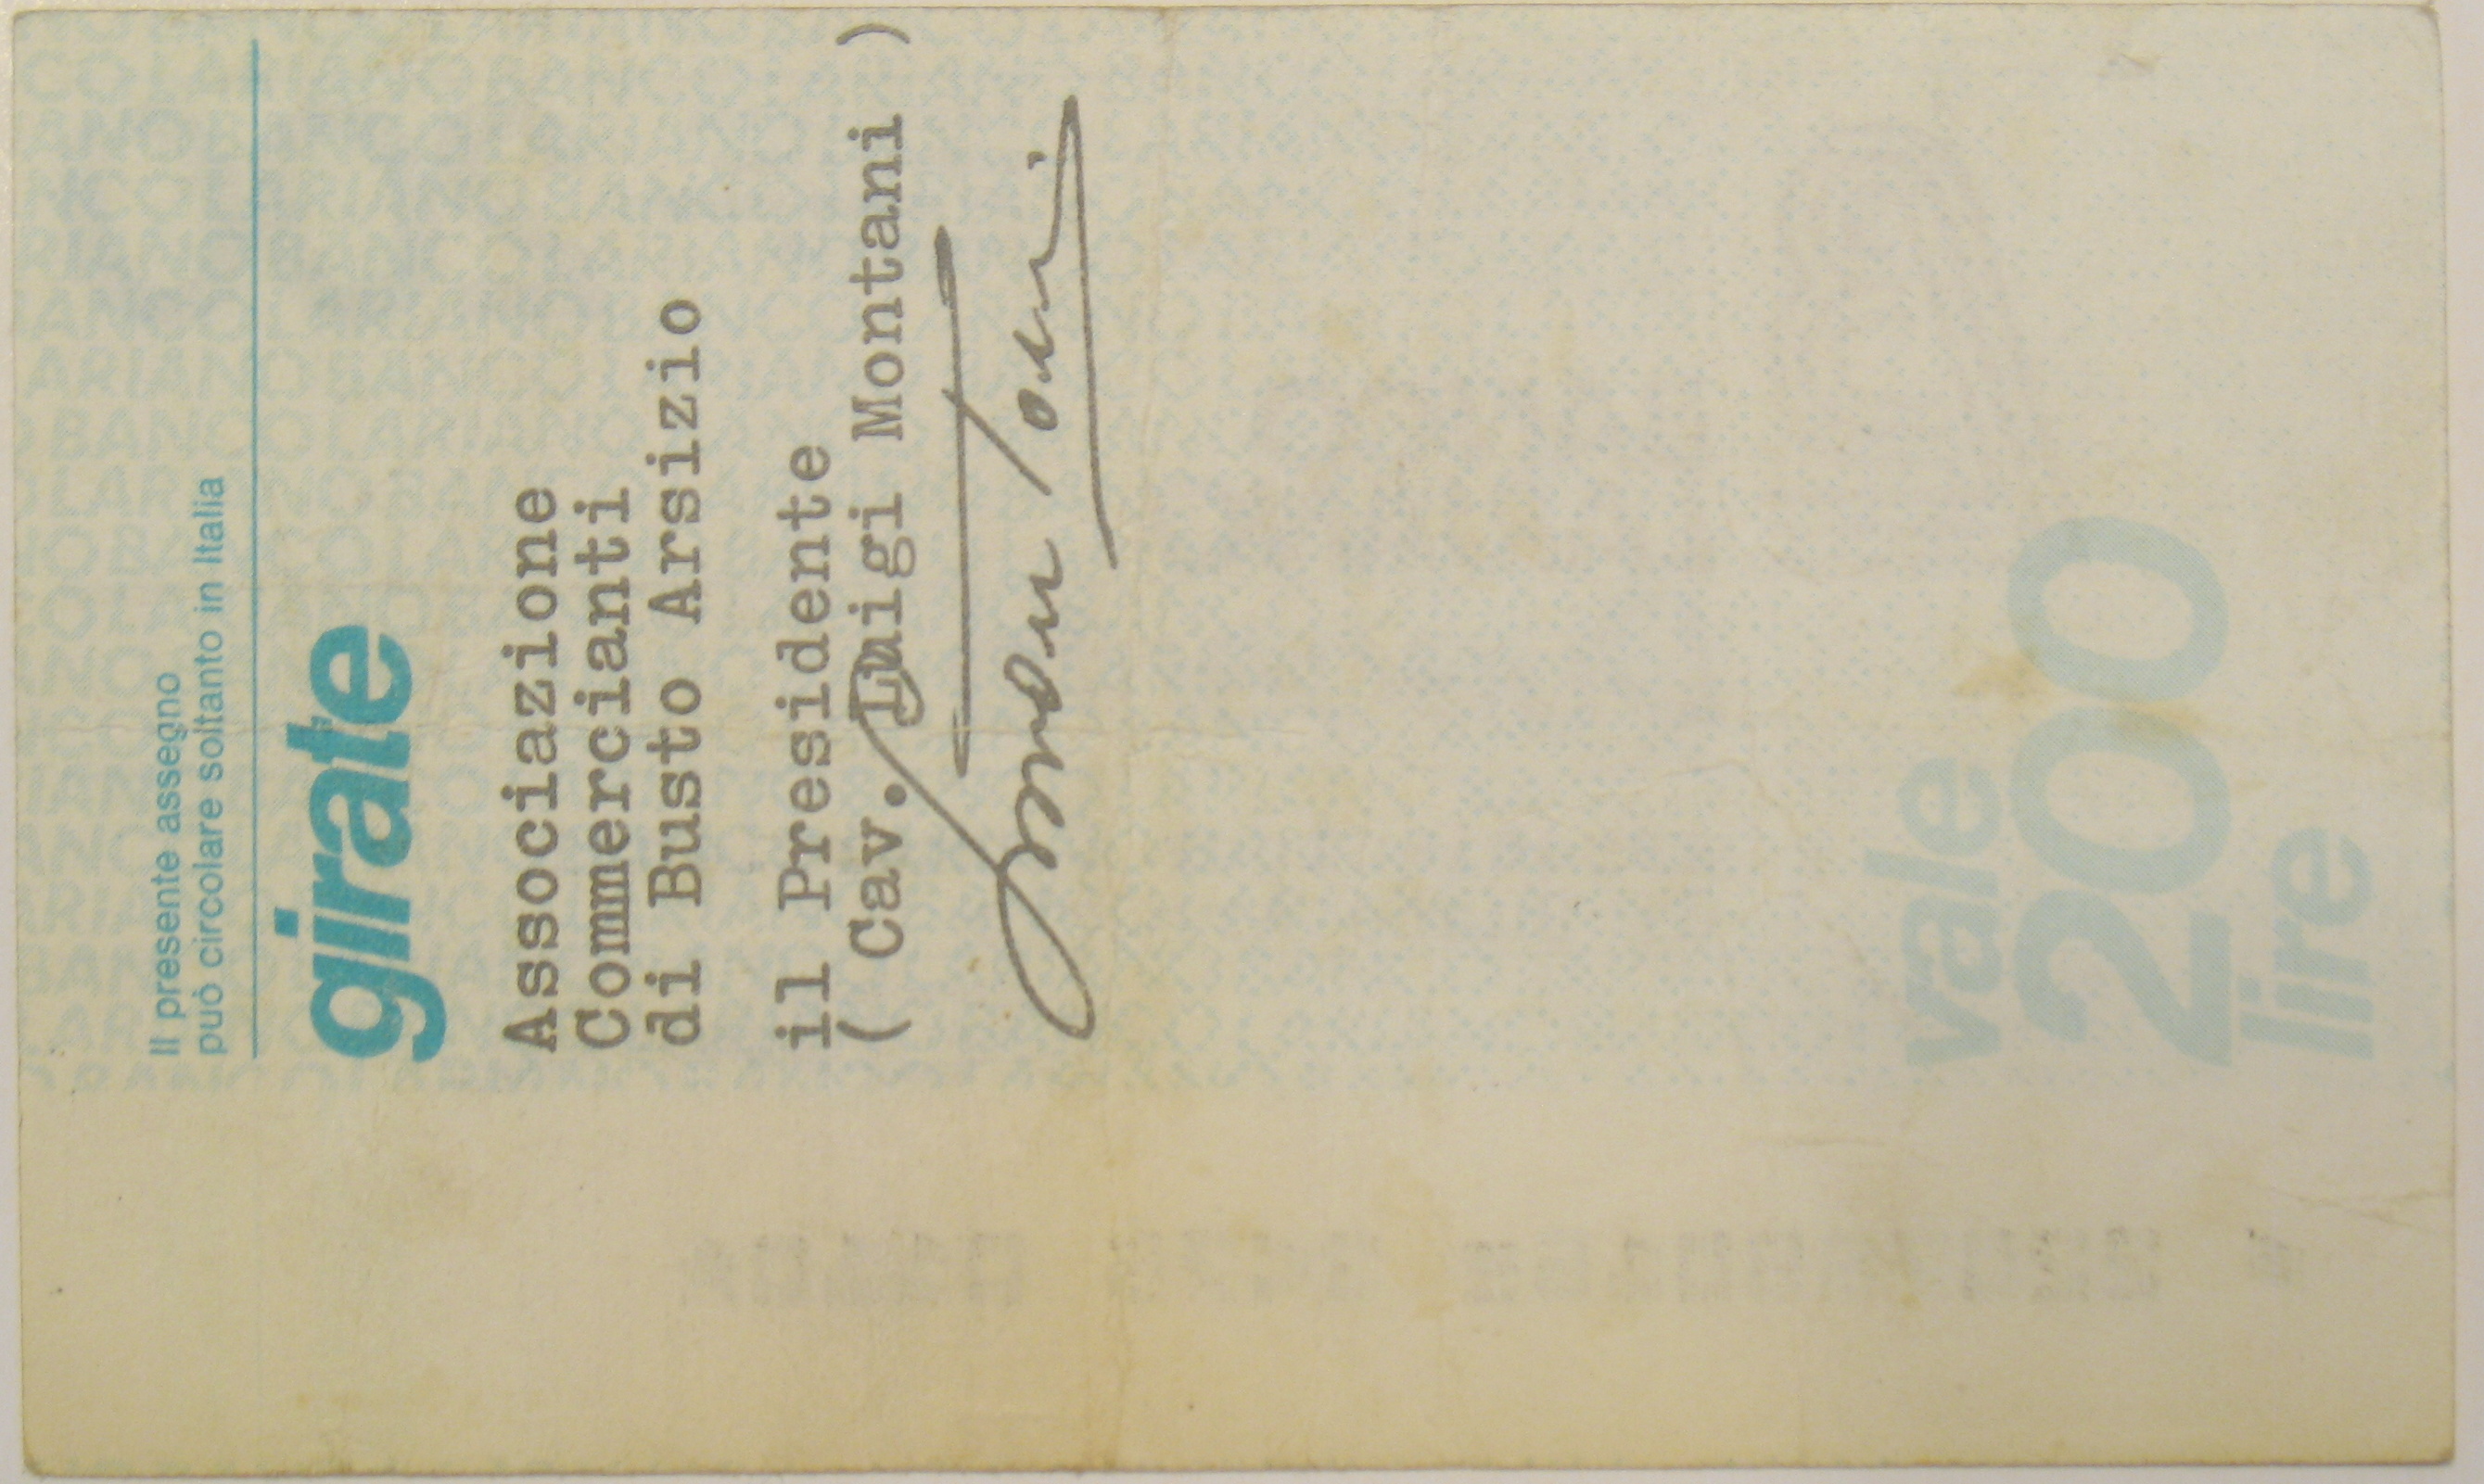 Il presente assegno
può circolare soltanto in Italia
girate
Associazione
Commercianti
di Busto Arsizio
il Presidente
( Cav. Luigi Montani )
vale
200
lire